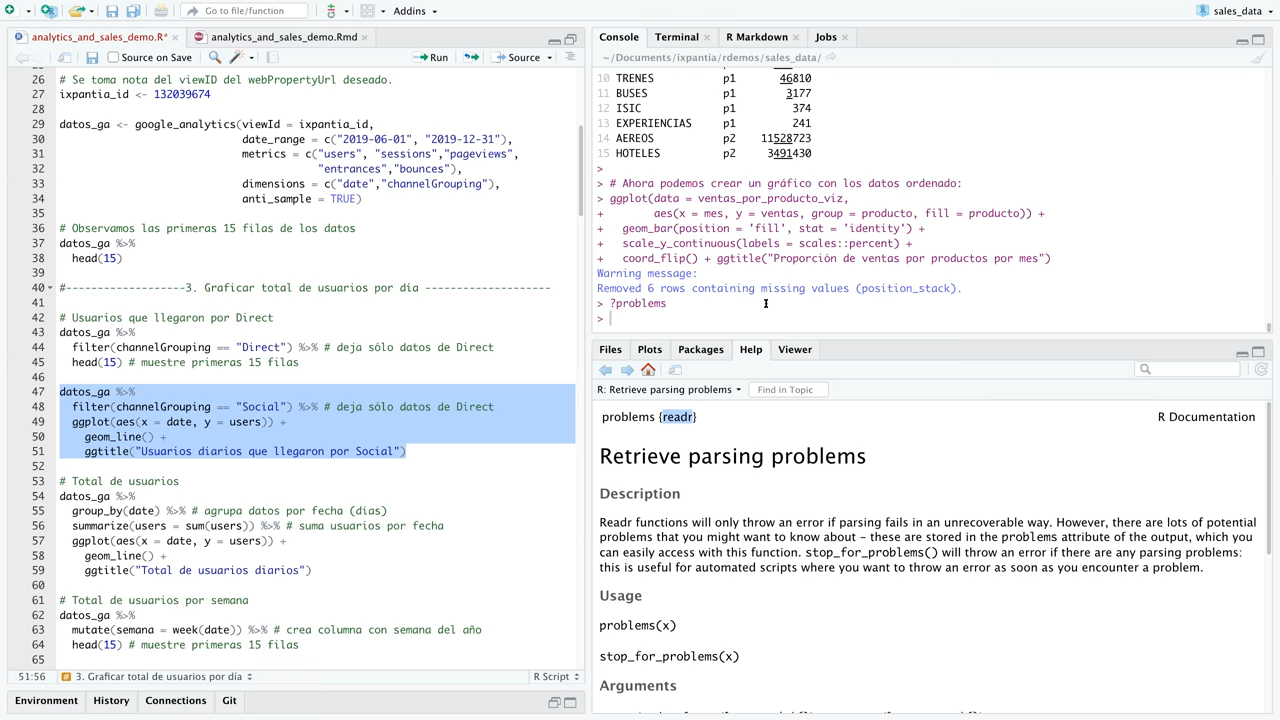 Go to file/function
Addins
sales_data
analytics_and_sales_demo.R*
analytics_and_sales_demo.Rmd
Source on Save
Run
Source
26 # Se toma nota del viewID del webPropertyUrl deseado.
27 ixpantia_id <- 132039674
28
29 datos_ga <- google_analytics(viewId = ixpantia_id,
30 date_range = c("2019-06-01", "2019-12-31"),
31 metrics = c("users", "sessions","pageviews",
32 "entrances","bounces"),
33 dimensions = c("date","channelGrouping"),
34 anti_sample = TRUE)
35
36 # Observamos las primeras 15 filas de los datos
37 datos_ga %>%
38 head(15)
39
40 #------------------3. Graficar total de usuarios por día -------------------
41
42 # Usuarios que llegaron por Direct
43 datos_ga %>%
44 filter(channelGrouping == "Direct") %>% # deja sólo datos de Direct
45 head(15) # muestre primeras 15 filas
46
47 datos_ga %>%
48 filter(channelGrouping == "Social") %>% # deja sólo datos de Direct
49 ggplot(aes(x = date, y = users)) +
50 geom_line() +
51 ggtitle("Usuarios diarios que llegaron por Social")
52
53 # Total de usuarios
54 datos_ga %>%
55 group_by(date) %>% # agrupa datos por fecha (dias)
56 summarize(users = sum(users)) %>% # suma usuarios por fecha
57 ggplot(aes(x = date, y = users)) +
58 geom_line() +
59 ggtitle("Total de usuarios diarios")
60
61 # Total de usuarios por semana
62 datos_ga %>%
63 mutate(semana = week(date)) %>% # crea columna con semana del año
64 head(15) # muestre primeras 15 filas
65
51:56 3. Graficar total de usuarios por día R Script
Environment History Connections Git
Console Terminal R Markdown Jobs
~/Documents/ixpantia/rdemos/sales_data/
10 TRENES p1 46810
11 BUSES p1 3177
12 ISIC p1 374
13 EXPERIENCIAS p1 241
14 AEREOS p2 11528723
15 HOTELES p2 3491430
>
> # Ahora podemos crear un gráfico con los datos ordenado:
> ggplot(data = ventas_por_producto_viz,
+ aes(x = mes, y = ventas, group = producto, fill = producto)) +
+ geom_bar(position = 'fill', stat = 'identity') +
+ scale_y_continuous(labels = scales::percent) +
+ coord_flip() + ggtitle("Proporción de ventas por productos por mes")
Warning message:
Removed 6 rows containing missing values (position_stack).
> ?problems
>
Files Plots Packages Help Viewer
R: Retrieve parsing problems Find in Topic
problems {readr} R Documentation
Retrieve parsing problems
Description
Readr functions will only throw an error if parsing fails in an unrecoverable way. However, there are lots of potential
problems that you might want to know about – these are stored in the problems attribute of the output, which you
can easily access with this function. stop_for_problems() will throw an error if there are any parsing problems:
this is useful for automated scripts where you want to throw an error as soon as you encounter a problem.
Usage
problems(x)
stop_for_problems(x)
Arguments